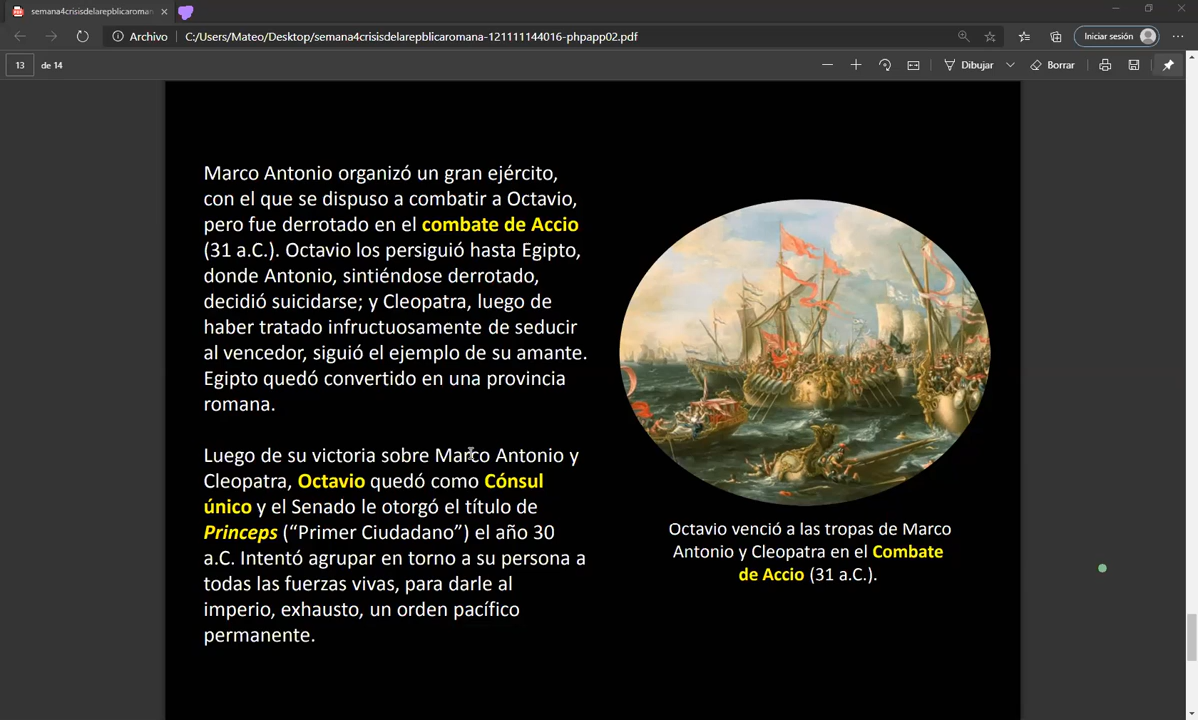 semana4crisisdelarepblicaroman
Archivo C:/Users/Mateo/Desktop/semana4crisisdelarepblicaromana-121111144016-phpapp02.pdf Iniciar sesión
13 de 14 Dibujar Borrar
Marco Antonio organizó un gran ejército,
con el que se dispuso a combatir a Octavio,
pero fue derrotado en el combate de Accio
(31 a.C.). Octavio los persiguió hasta Egipto,
donde Antonio, sintiéndose derrotado,
decidió suicidarse; y Cleopatra, luego de
haber tratado infructuosamente de seducir
al vencedor, siguió el ejemplo de su amante.
Egipto quedó convertido en una provincia
romana.
Luego de su victoria sobre Marco Antonio y
Cleopatra, Octavio quedó como Cónsul
único y el Senado le otorgó el título de
Princeps (“Primer Ciudadano”) el año 30
a.C. Intentó agrupar en torno a su persona a
todas las fuerzas vivas, para darle al
imperio, exhausto, un orden pacífico
permanente.
Octavio venció a las tropas de Marco
Antonio y Cleopatra en el Combate
de Accio (31 a.C.).